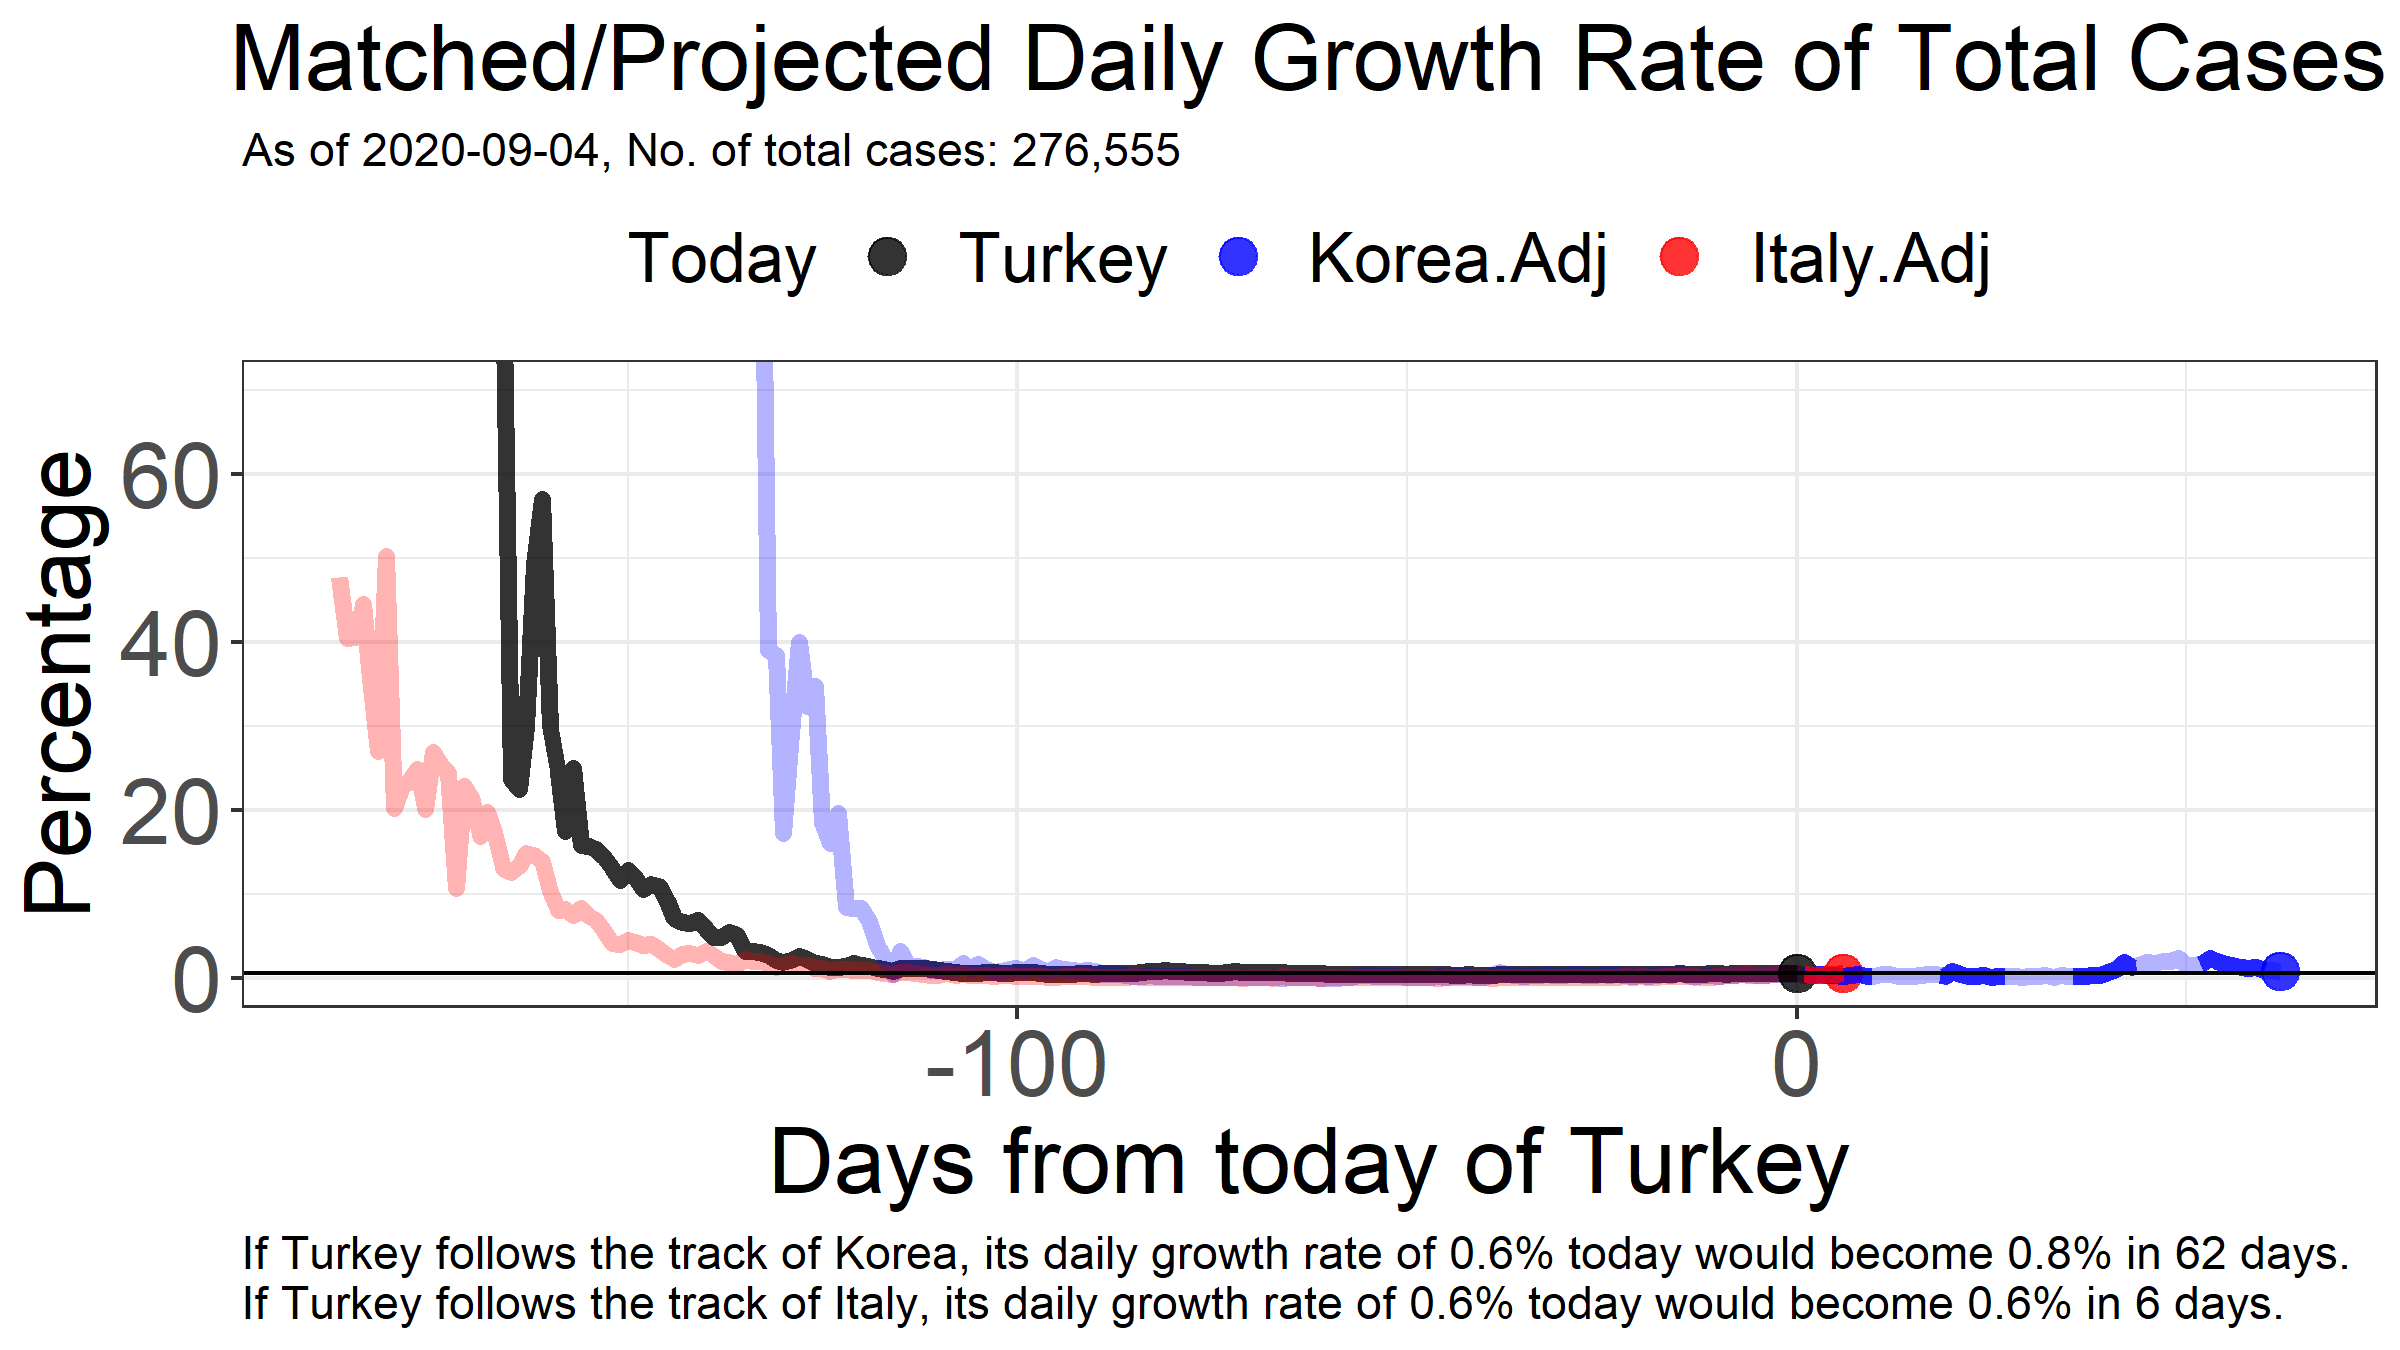 Matched/Projected Daily Growth Rate of Total Cases
As of 2020-09-04, No. of total cases: 276,555
Today Turkey Korea.Adj Italy.Adj
Percentage
60
40
20
0
-100 0
Days from today of Turkey
If Turkey follows the track of Korea, its daily growth rate of 0.6% today would become 0.8% in 62 days.
If Turkey follows the track of Italy, its daily growth rate of 0.6% today would become 0.6% in 6 days.